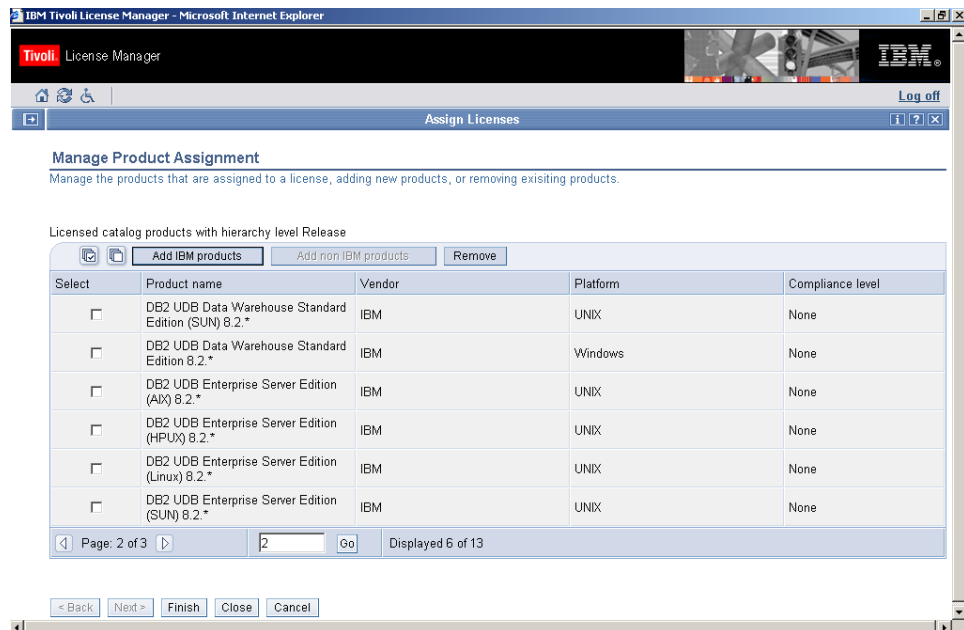 IBM Tivoli License Manager - Microsoft Internet Explorer
Tivoli. License Manager
IBM®
Log off
Assign Licenses
i ? X
Manage Product Assignment
Manage the products that are assigned to a license, adding new products, or removing exisiting products.
Licensed catalog products with hierarchy level Release
Add IBM products Add non IBM products Remove
Select Product name Vendor Platform Compliance level
DB2 UDB Data Warehouse Standard
Edition (SUN) 8.2.* IBM UNIX None
DB2 UDB Data Warehouse Standard
Edition 8.2.* IBM Windows None
DB2 UDB Enterprise Server Edition
(AIX) 8.2.* IBM UNIX None
DB2 UDB Enterprise Server Edition
(HPUX) 8.2.* IBM UNIX None
DB2 UDB Enterprise Server Edition
(Linux) 8.2.* IBM UNIX None
DB2 UDB Enterprise Server Edition
(SUN) 8.2.* IBM UNIX None
Page: 2 of 3 2 Go Displayed 6 of 13
< Back Next > Finish Close Cancel